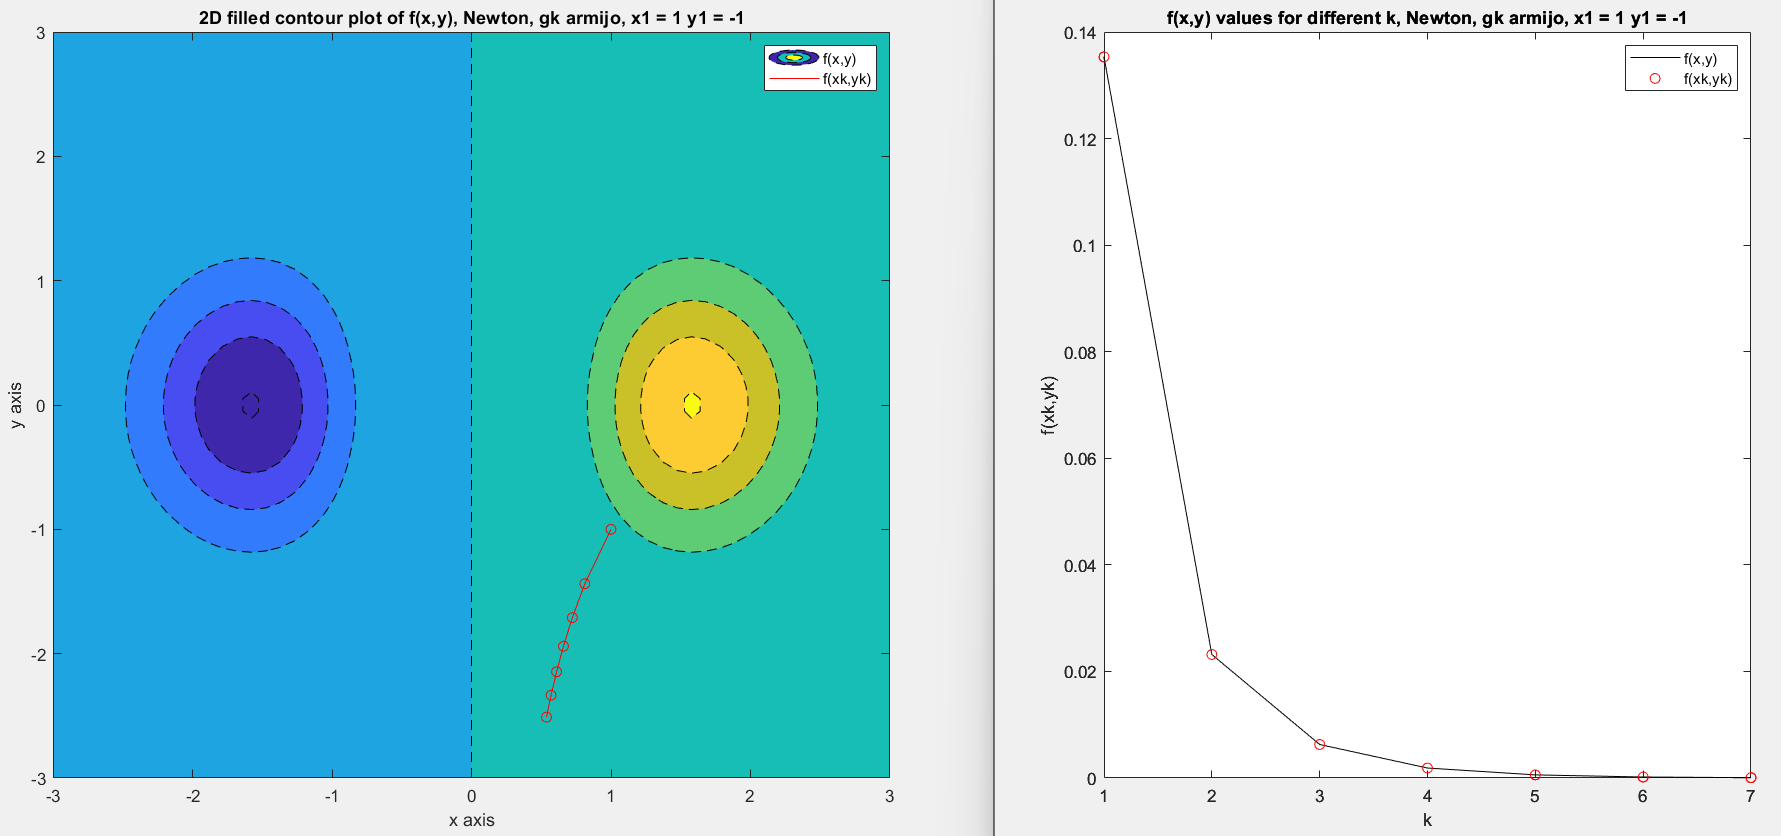 2D filled contour plot of f(x,y), Newton, gk armijo, x1 = 1 y1 = -1
f(x,y)
f(xk,yk)
3
2
1
0
-1
-2
-3
y axis
-3
-2
-1
0
1
2
3
x axis
f(x,y) values for different k, Newton, gk armijo, x1 = 1 y1 = -1
f(x,y)
f(xk,yk)
0.14
0.12
0.1
0.08
0.06
0.04
0.02
0
f(xk,yk)
1
2
3
4
5
6
7
k